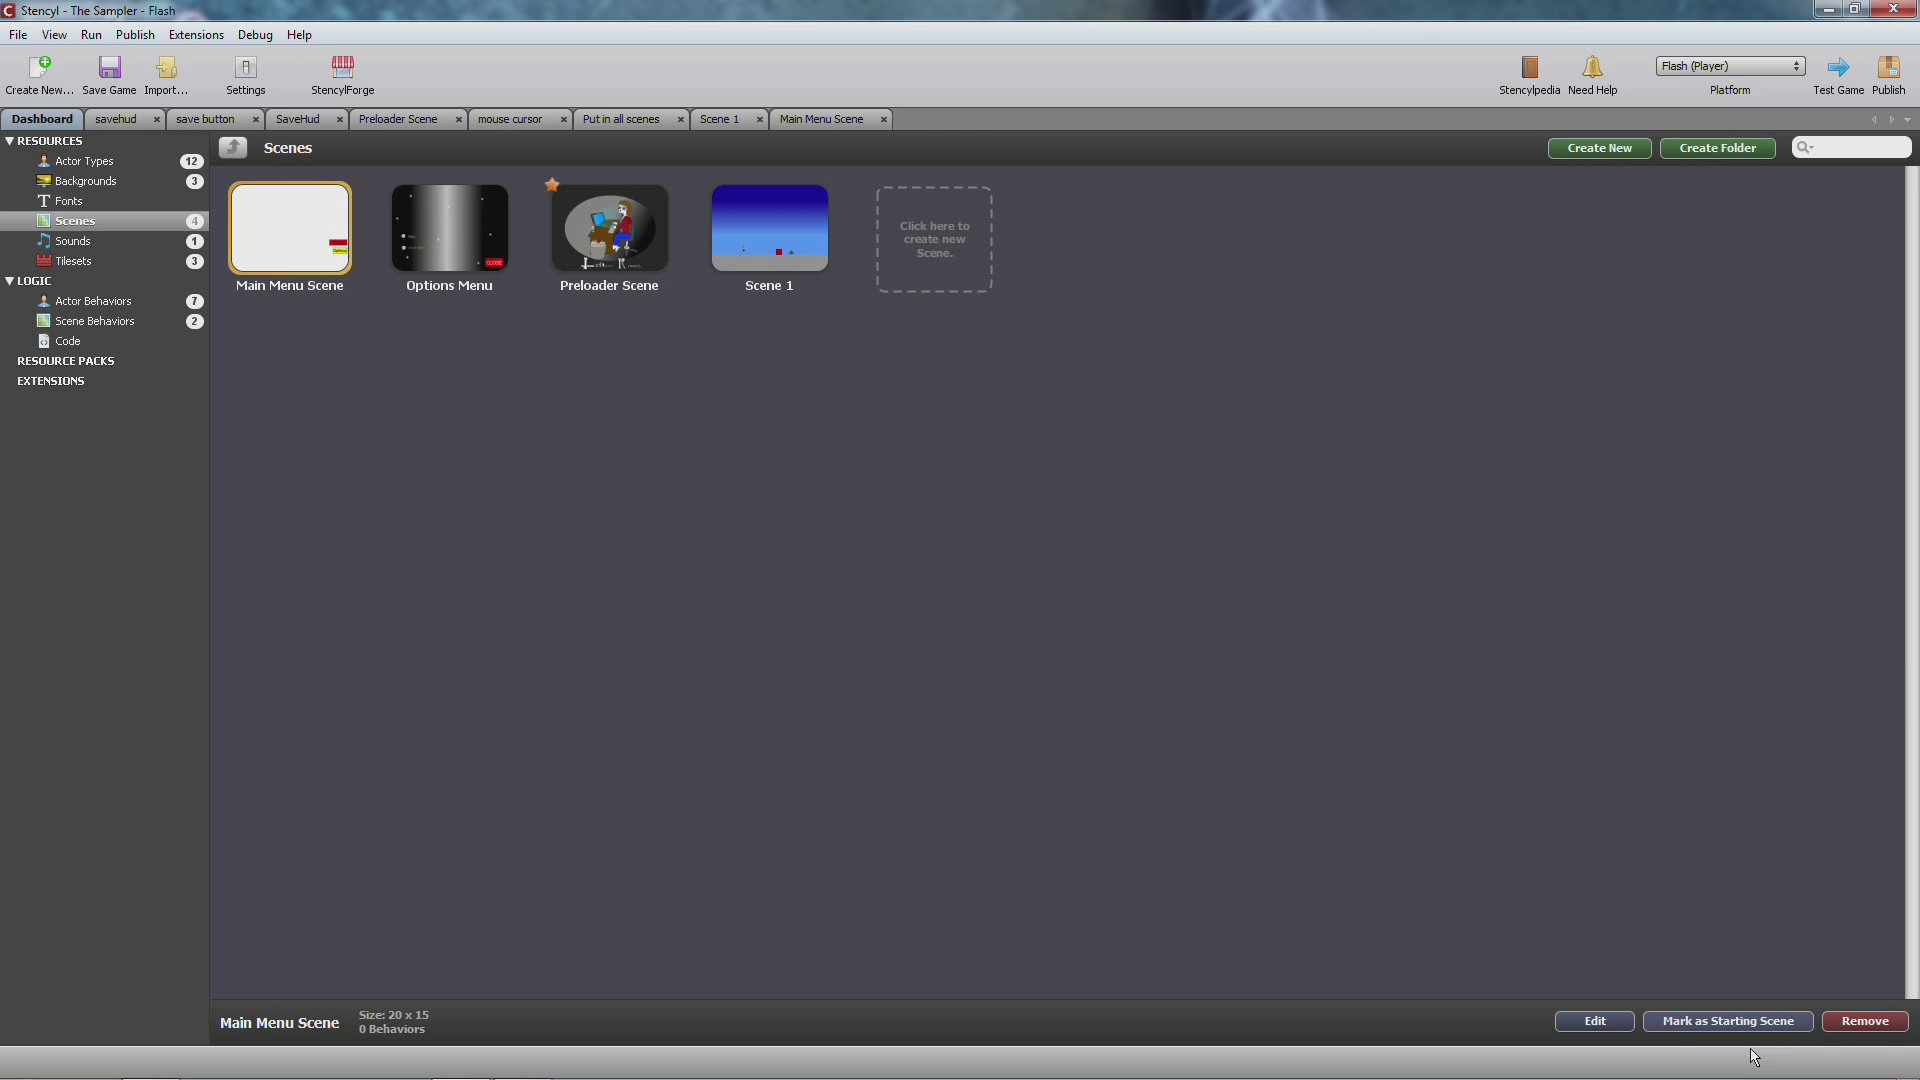 Stencyl - The Sampler - Flash
File View Run Publish Extensions Debug Help
Create New... Save Game Import... Settings StencylForge Stencylpedia Need Help Flash (Player) Platform Test Game Publish
Dashboard savehud save button SaveHud Preloader Scene mouse cursor Put in all scenes Scene 1 Main Menu Scene
RESOURCES
Actor Types 12
Backgrounds 3
Fonts
Scenes 4
Sounds 1
Tilesets 3
LOGIC
Actor Behaviors 7
Scene Behaviors 2
Code
RESOURCE PACKS
EXTENSIONS
Scenes
Create New Create Folder
CLOSE
Main Menu Scene Options Menu Preloader Scene Scene 1
Click here to
create new
Scene.
Main Menu Scene
Size: 20 x 15
0 Behaviors
Edit Mark as Starting Scene Remove